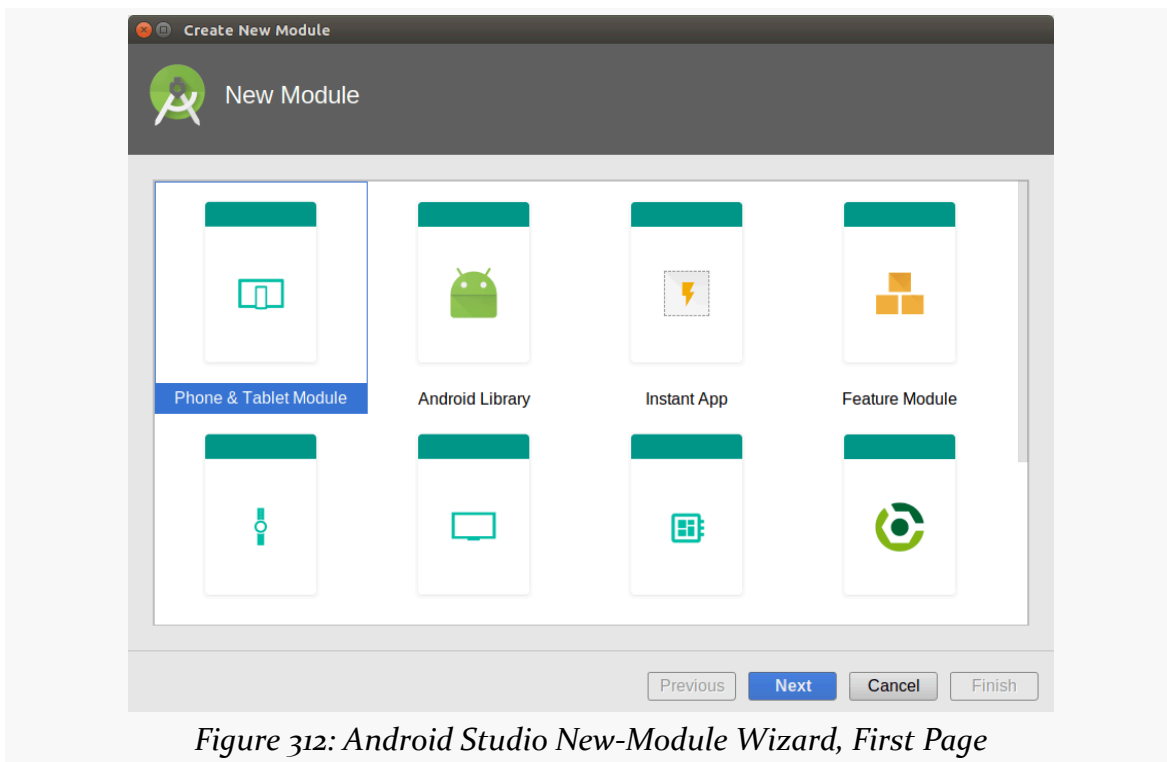 Create New Module
New Module
Phone & Tablet Module
Android Library
Instant App
Feature Module
Previous
Next
Cancel
Finish
Figure 312: Android Studio New-Module Wizard, First Page